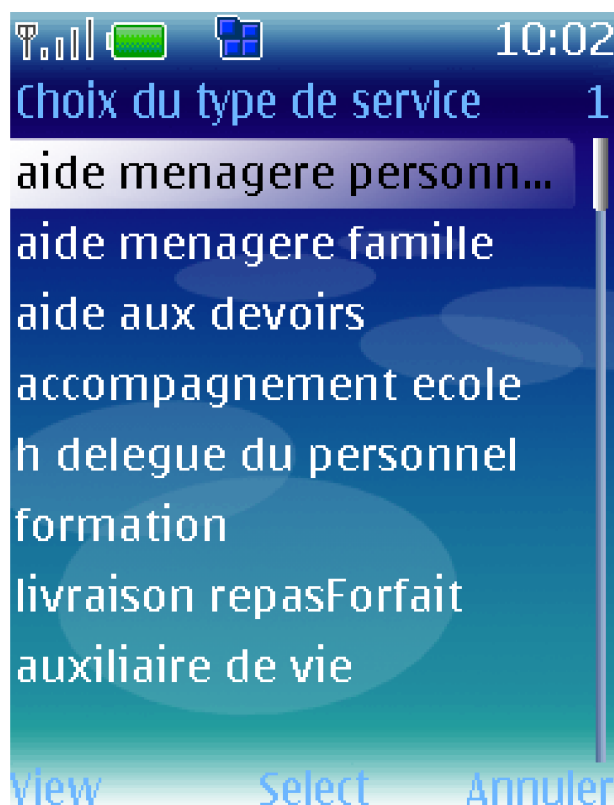 10:02
Choix du type de service 1
aide menagere personn...
aide menagere famille
aide aux devoirs
accompagnement ecole
h delegue du personnel
formation
livraison repasForfait
auxiliaire de vie
View Select Annuler